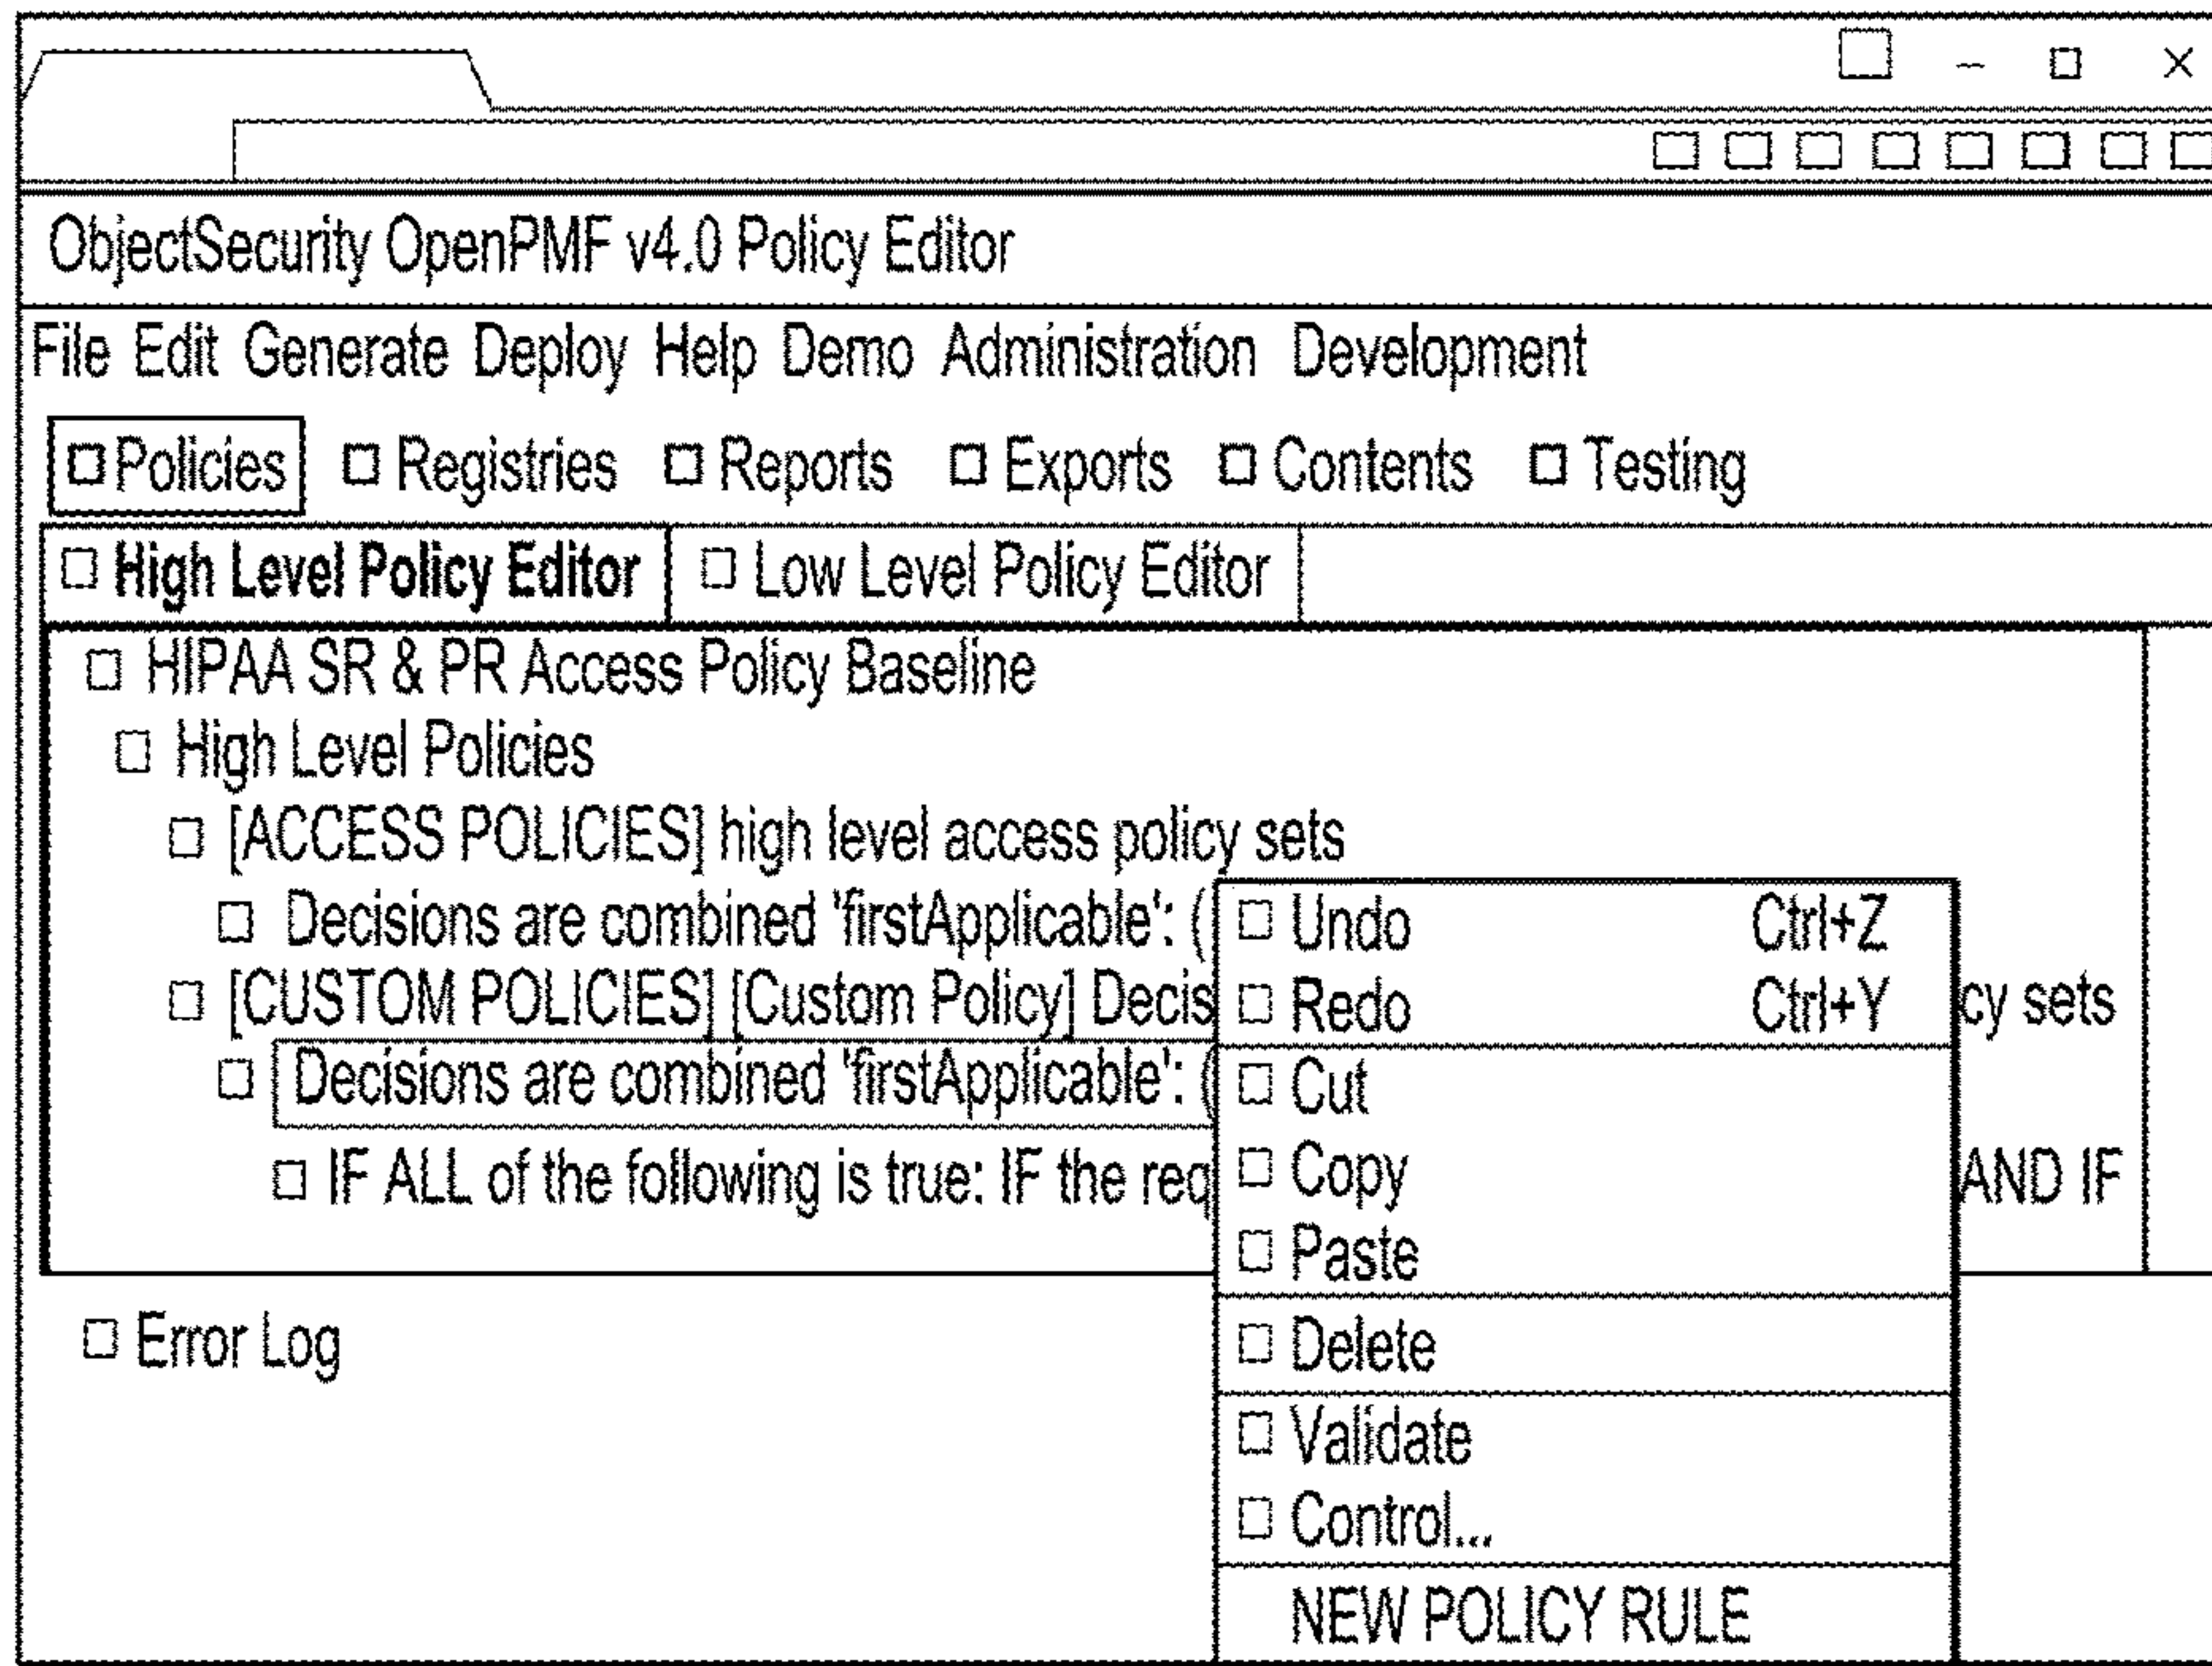 ObjectSecurity OpenPMF v4.0 Policy Editor
File Edit Generate Deploy Help Demo Administration Development
Policies Registries Reports Exports Contents Testing
High Level Policy Editor Low Level Policy Editor
HIPAA SR & PR Access Policy Baseline
High Level Policies
[ACCESS POLICIES] high level access policy sets
Decisions are combined 'firstApplicable': (
[CUSTOM POLICIES] [Custom Policy] Decis cy sets
Decisions are combined 'firstApplicable': (
IF ALL of the following is true: IF the req AND IF
Undo Ctrl+Z
Redo Ctrl+Y
Cut
Copy
Paste
Delete
Validate
Control...
NEW POLICY RULE
Error Log